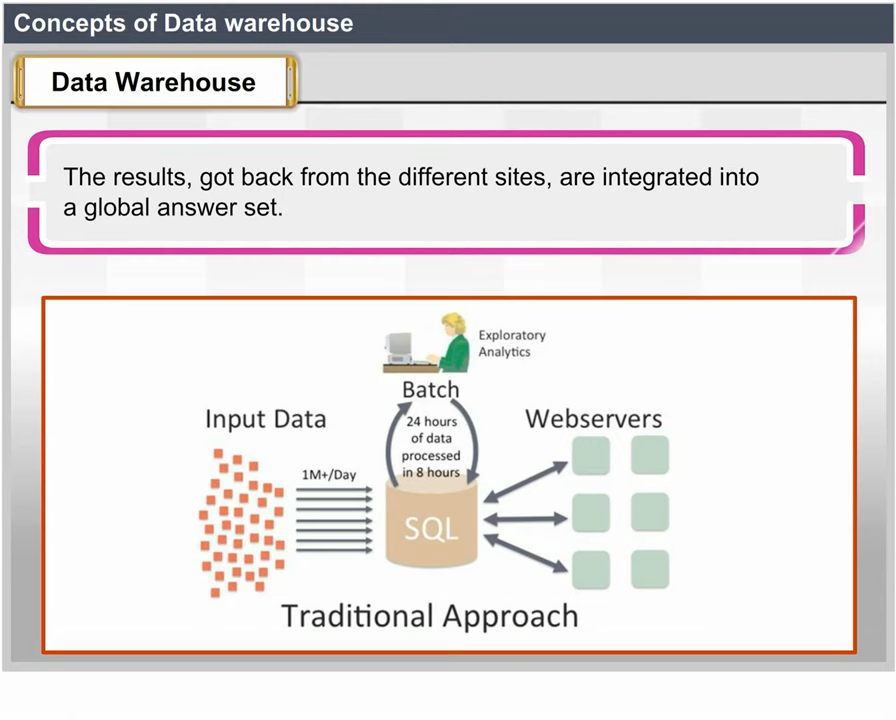 Concepts of Data warehouse
Data Warehouse
The results, got back from the different sites, are integrated into
a global answer set.
Exploratory
Analytics
Batch
Input Data
24 hours
of data
processed
in 8 hours
Webservers
1M+/Day
SQL
Traditional Approach